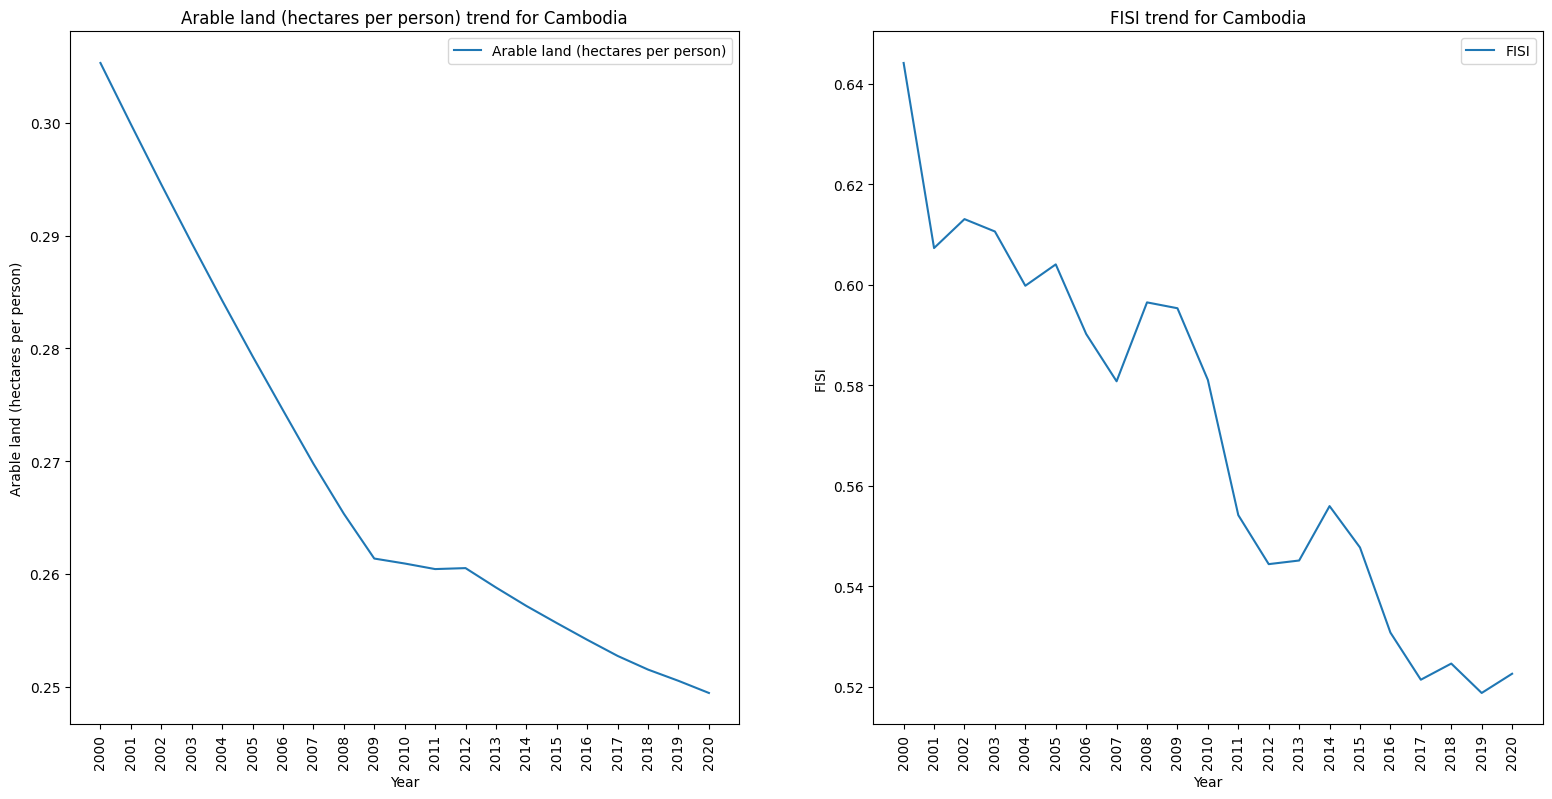 Arable land (hectares per person) trend for Cambodia
Arable land (hectares per person)
Arable land (hectares per person)
0.30
0.29
0.28
0.27
0.26
0.25
2000 2001 2002 2003 2004 2005 2006 2007 2008 2009 2010 2011 2012 2013 2014 2015 2016 2017 2018 2019 2020
Year
FISI trend for Cambodia
FISI
FISI
0.64
0.62
0.60
0.58
0.56
0.54
0.52
2000 2001 2002 2003 2004 2005 2006 2007 2008 2009 2010 2011 2012 2013 2014 2015 2016 2017 2018 2019 2020
Year